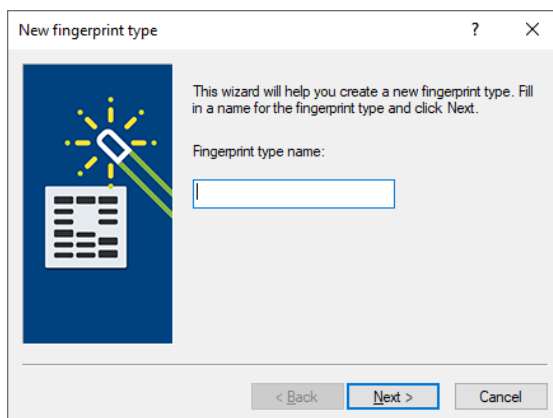 New fingerprint type
?
This wizard will help you create a new fingerprint type. Fill
in a name for the fingerprint type and click Next.
Fingerprint type name:
< Back
Next >
Cancel